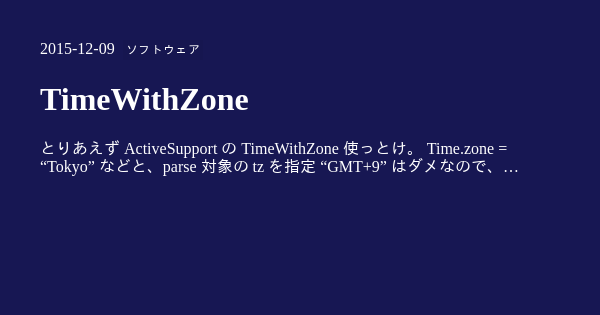 2015-12-09 ソフトウェア
TimeWithZone
とりあえず ActiveSupport の TimeWithZone 使っとけ。 Time.zone =
“Tokyo” などと、parse 対象の tz を指定 “GMT+9” はダメなので、…